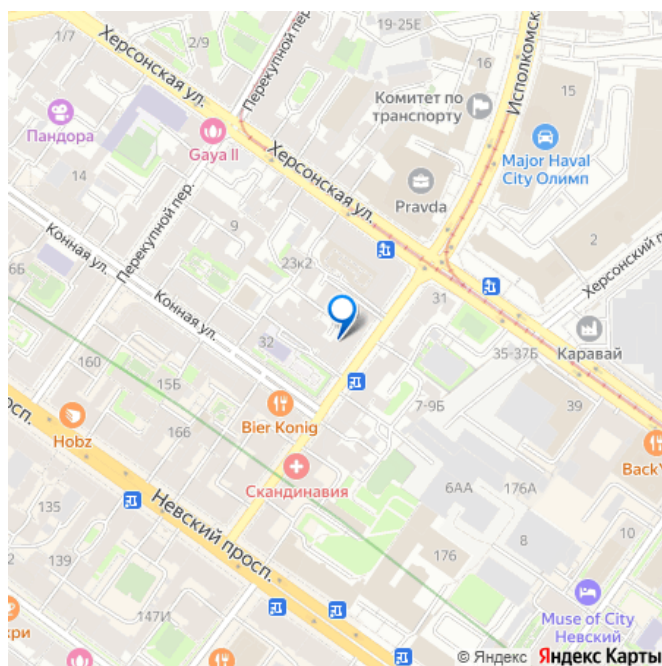 19-25Е
1/7
2/9
Херсонская ул.
Перекупной пер.
16
Исполкомска
Комитет по
транспорту
15
Пандора
Gaya II
Major Haval
City Олимп
14
Херсонская ул.
Pravda
9
2
Херсонский п
Перекупной пер.
Конная ул.
23к2
6Б
31
Конная ул.
32
35-37Б
Каравай
160
15Б
7-9Б
39
Bier Konig
Hobz
166
BackY
просп.
Скандинавия
6АА
176А
135
Невский просп.
10
8
139
176
147И
Muse of City
Невский
кри
© Яндекс Яндекс Карты